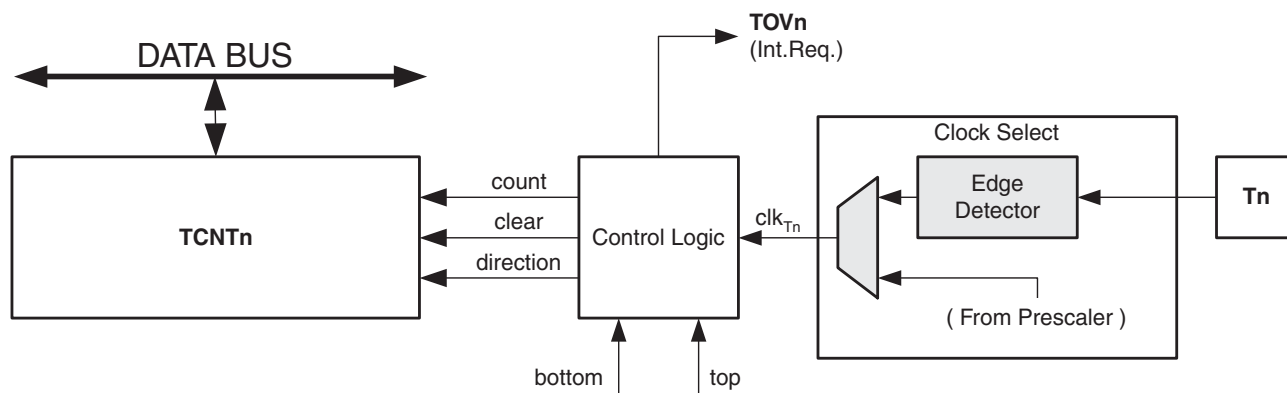 DATA BUS
TOVn
(Int.Req.)
Clock Select
count
Edge
Detector
Tn
TCNTn
clear
Control Logic
clkTn
direction
( From Prescaler )
bottom
top